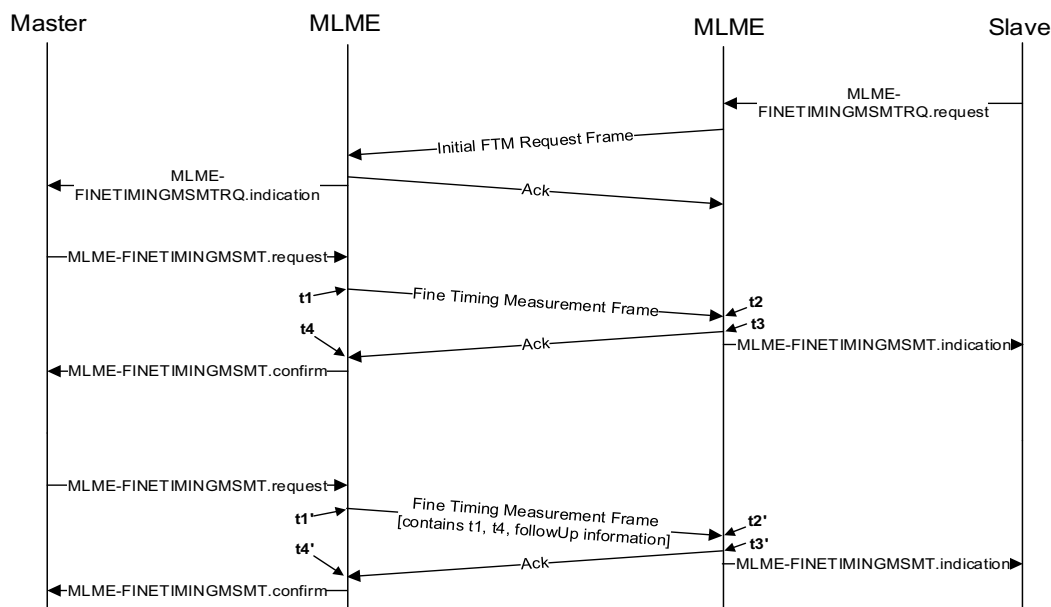 Master
MLME
MLME
Slave
MLME-
FINETIMINGMSMTRQ.request
Initial FTM Request Frame
MLME-
FINETIMINGMSMTRQ.indication
Ack
MLME-FINETIMINGMSMT.request
t1
Fine Timing Measurement Frame
t2
t4
t3
Ack
MLME-FINETIMINGMSMT.indication
MLME-FINETIMINGMSMT.confirm
MLME-FINETIMINGMSMT.request
t1'
Fine Timing Measurement Frame
[contains t1, t4, followUp information]
t2'
t4'
t3'
Ack
MLME-FINETIMINGMSMT.indication
MLME-FINETIMINGMSMT.confirm